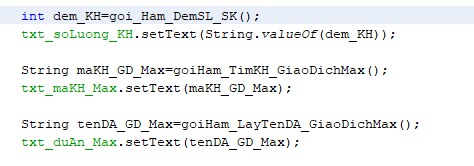 int dem_KH=goi_Ham_DemSL_SK();
txt_soLuong_KH.setText(String.valueOf(dem_KH));
String maKH_GD_Max=goiHam_TimKH_GiaoDichMax();
txt_maKH_Max.setText(maKH_GD_Max);
String tenDA_GD_Max=goiHam_LayTenDA_GiaoDichMax();
txt_duAn_Max.setText(tenDA_GD_Max);